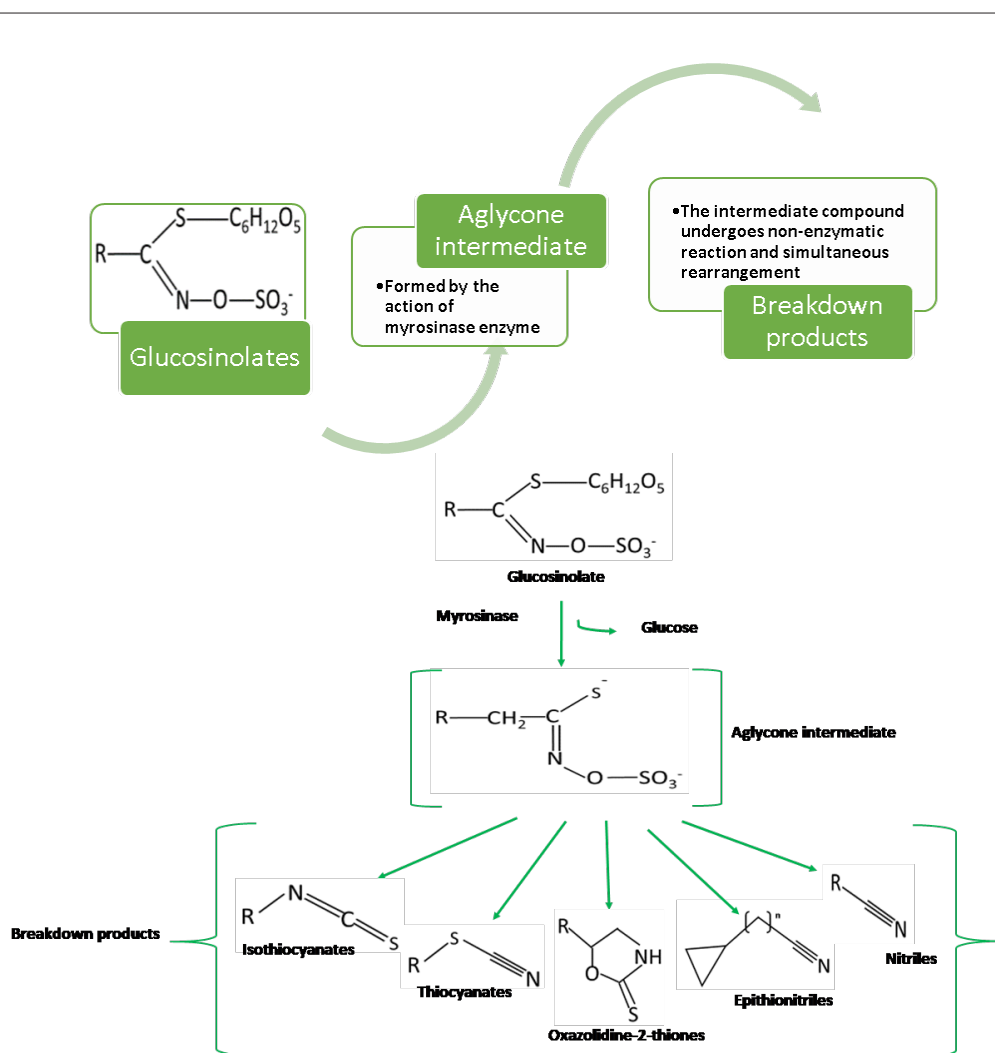 S—C₆H₁₂O₅
R—C
N—O—SO₃⁻
Glucosinolates
Aglycone
intermediate
•Formed by the
action of
myrosinase enzyme
•The intermediate compound
undergoes non-enzymatic
reaction and simultaneous
rearrangement
Breakdown
products
S—C₆H₁₂O₅
R—C
N—O—SO₃⁻
Glucosinolate
Myrosinase
Glucose
S⁻
R—CH₂—C
N
O—SO₃⁻
Aglycone intermediate
Breakdown products
R N C S
Isothiocyanates
R S N
Thiocyanates
R NH O S
Oxazolidine-2-thiones
n N
Epithionitriles
R N
Nitriles